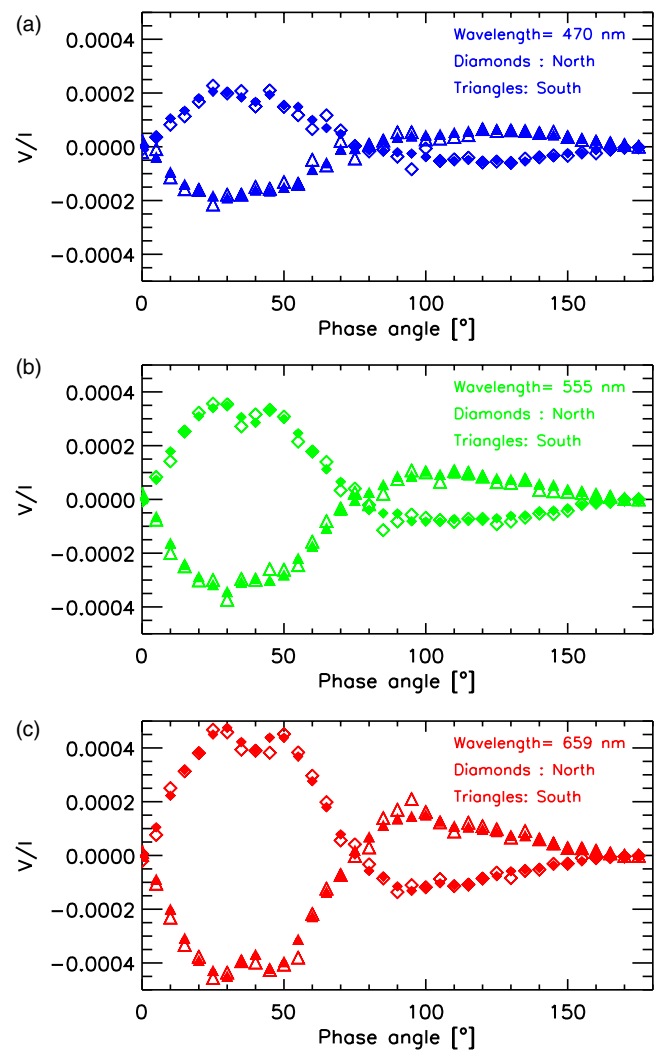 (a)
Wavelength= 470 nm
Diamonds : North
Triangles: South
0.0004
0.0002
0.0000
−0.0002
−0.0004
V/I
0 50 100 150
Phase angle [°]
(b)
Wavelength= 555 nm
Diamonds : North
Triangles: South
0.0004
0.0002
0.0000
−0.0002
−0.0004
V/I
0 50 100 150
Phase angle [°]
(c)
Wavelength= 659 nm
Diamonds : North
Triangles: South
0.0004
0.0002
0.0000
−0.0002
−0.0004
V/I
0 50 100 150
Phase angle [°]